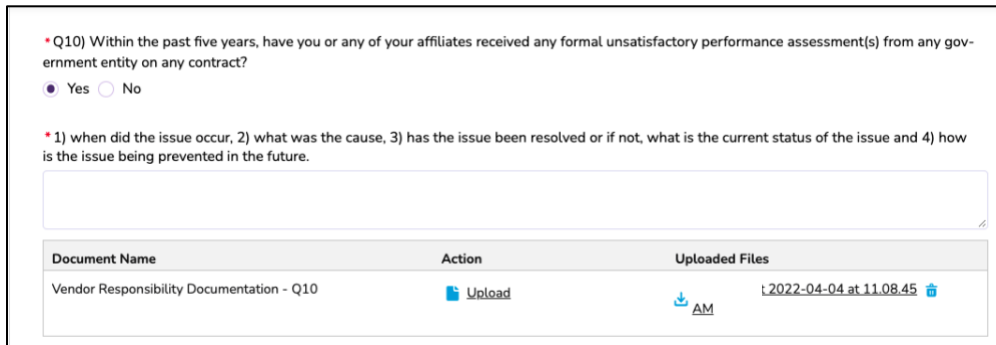 * Q10) Within the past five years, have you or any of your affiliates received any formal unsatisfactory performance assessment(s) from any gov-
ernment entity on any contract?
Yes No
* 1) when did the issue occur, 2) what was the cause, 3) has the issue been resolved or if not, what is the current status of the issue and 4) how
is the issue being prevented in the future.
Document Name Action Uploaded Files
Vendor Responsibility Documentation - Q10 Upload 2022-04-04 at 11.08.45
AM